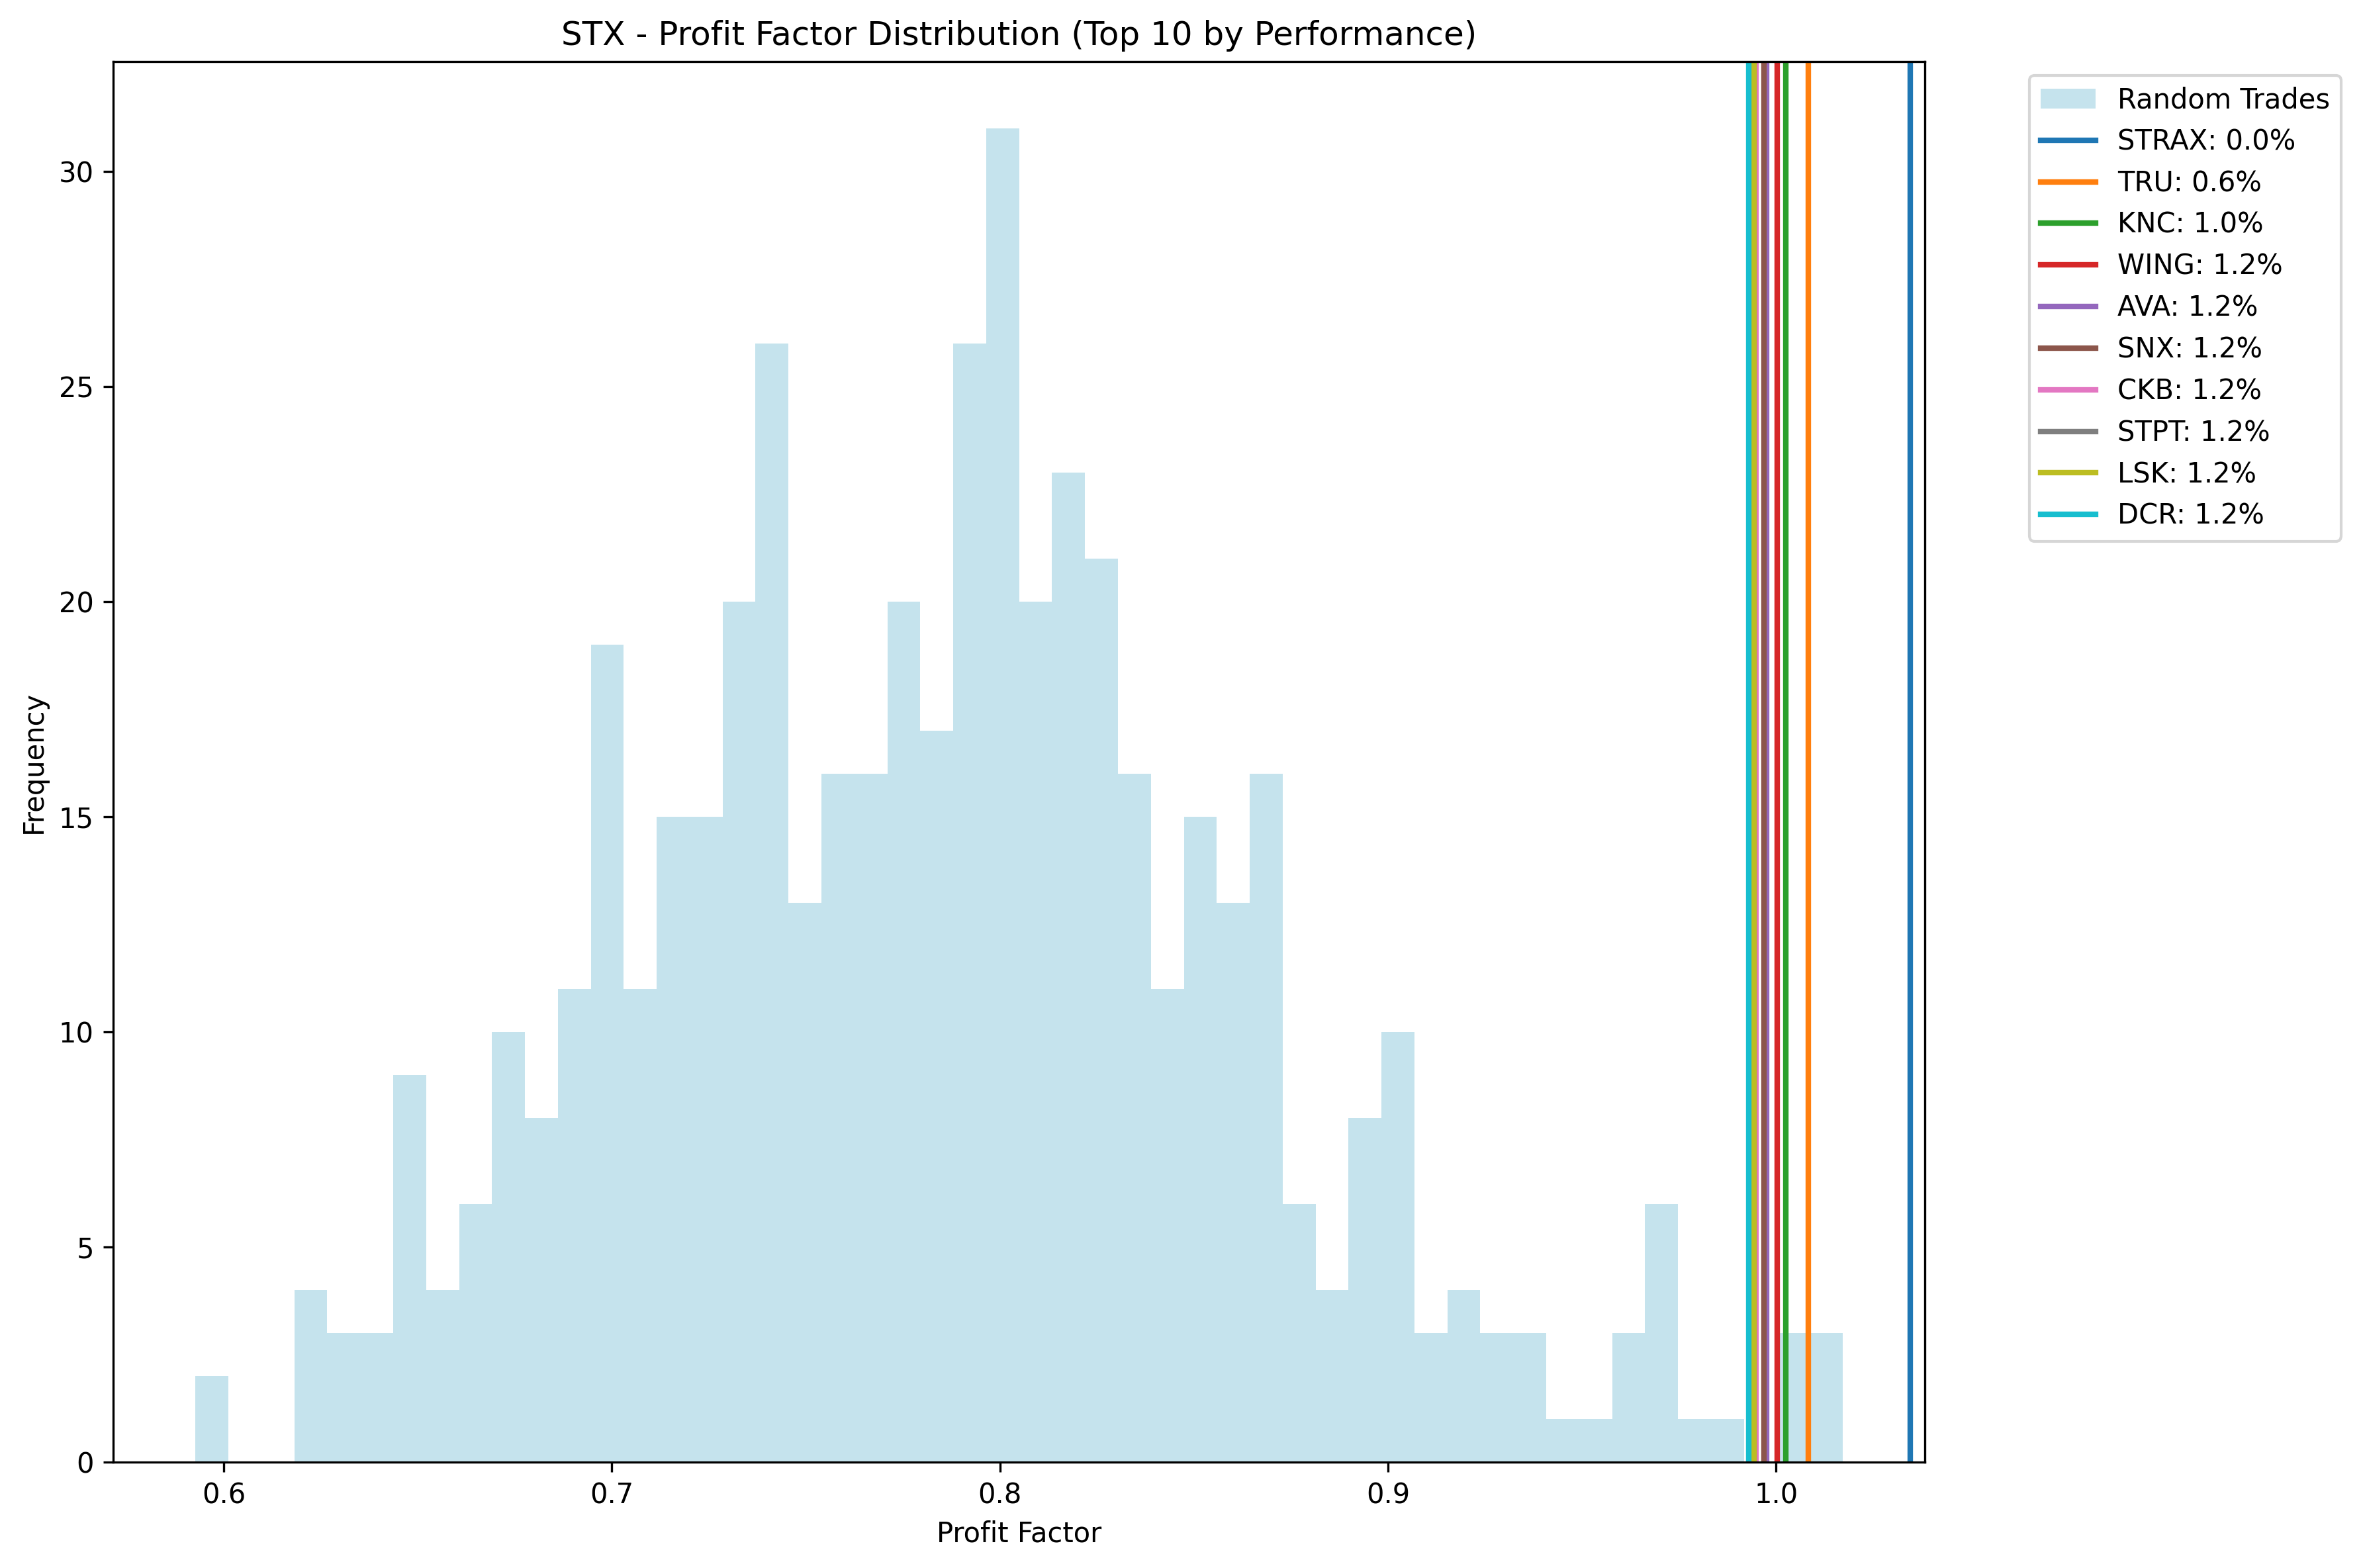 STX - Profit Factor Distribution (Top 10 by Performance)
Random Trades
STRAX: 0.0%
TRU: 0.6%
KNC: 1.0%
WING: 1.2%
AVA: 1.2%
SNX: 1.2%
CKB: 1.2%
STPT: 1.2%
LSK: 1.2%
DCR: 1.2%
Frequency
30
25
20
15
10
5
0
0.6 0.7 0.8 0.9 1.0
Profit Factor